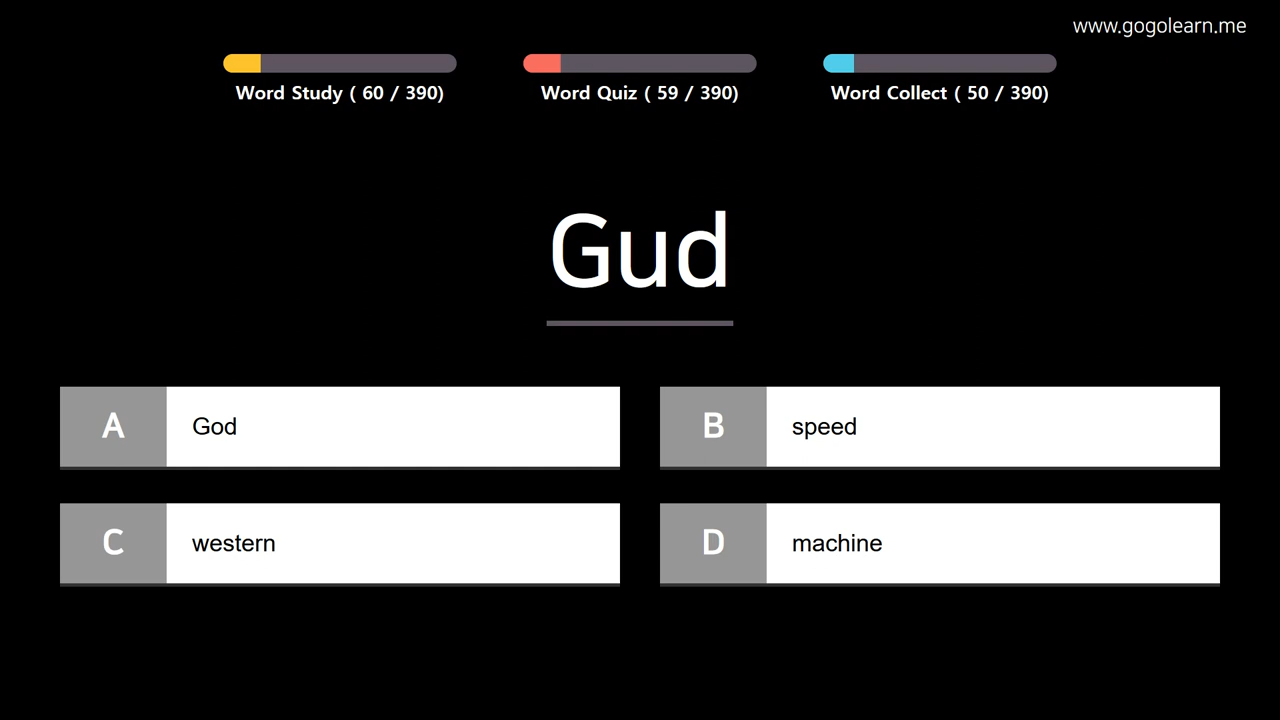 www.gogolearn.me
Word Study ( 60 / 390)
Word Quiz ( 59 / 390)
Word Collect ( 50 / 390)
Gud
A God
B speed
C western
D machine